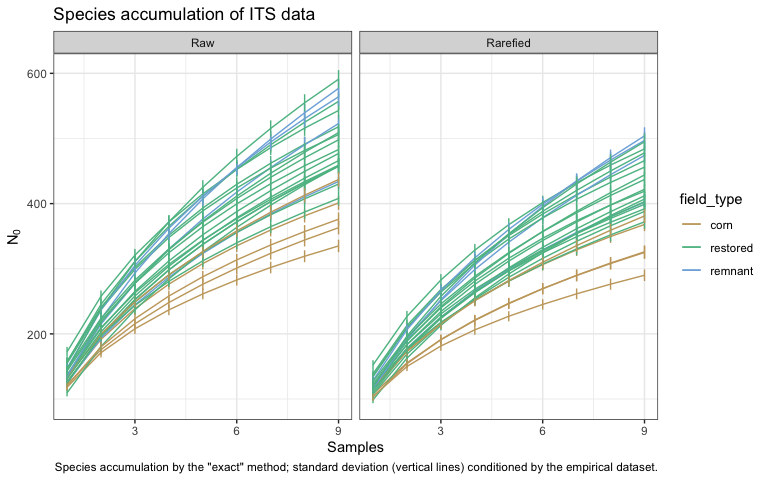 Species accumulation of ITS data
Raw
Rarefied
600
400
200
N0
3
6
9
3
6
9
Samples
field_type
corn
restored
remnant
Species accumulation by the "exact" method; standard deviation (vertical lines) conditioned by the empirical dataset.